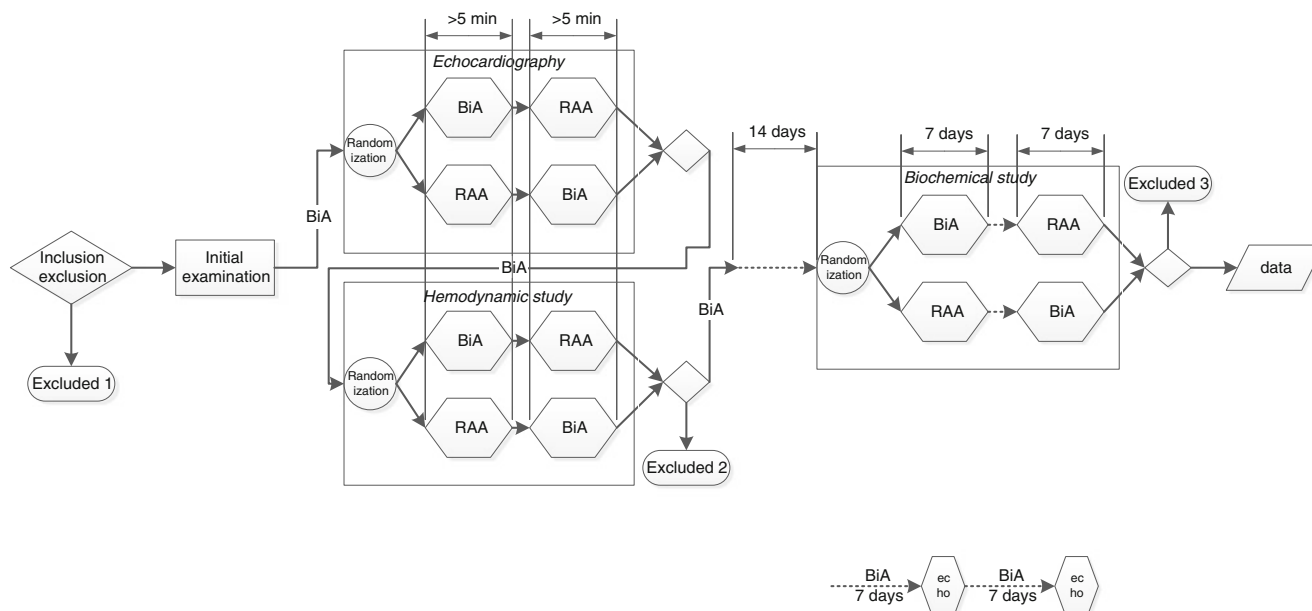 >5 min
>5 min
Echocardiography
BiA
RAA
Random
ization
RAA
BiA
BiA
Inclusion
exclusion
Initial
examination
Excluded 1
BiA
Hemodynamic study
BiA
RAA
Random
ization
RAA
BiA
Excluded 2
BiA
14 days
7 days
7 days
Biochemical study
BiA
RAA
Random
ization
RAA
BiA
Excluded 3
data
BiA
7 days
ec
ho
BiA
7 days
ec
ho